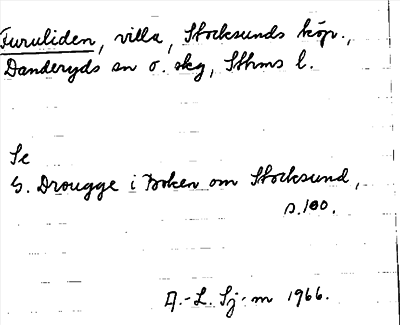 Furuliden, villa, Stocksunds köp.,
Danderyds sn o. skg, Sthms l.
Se
G. Drougge i Boken om Stocksund,
s. 100.
A.-L. Sj-m 1966.